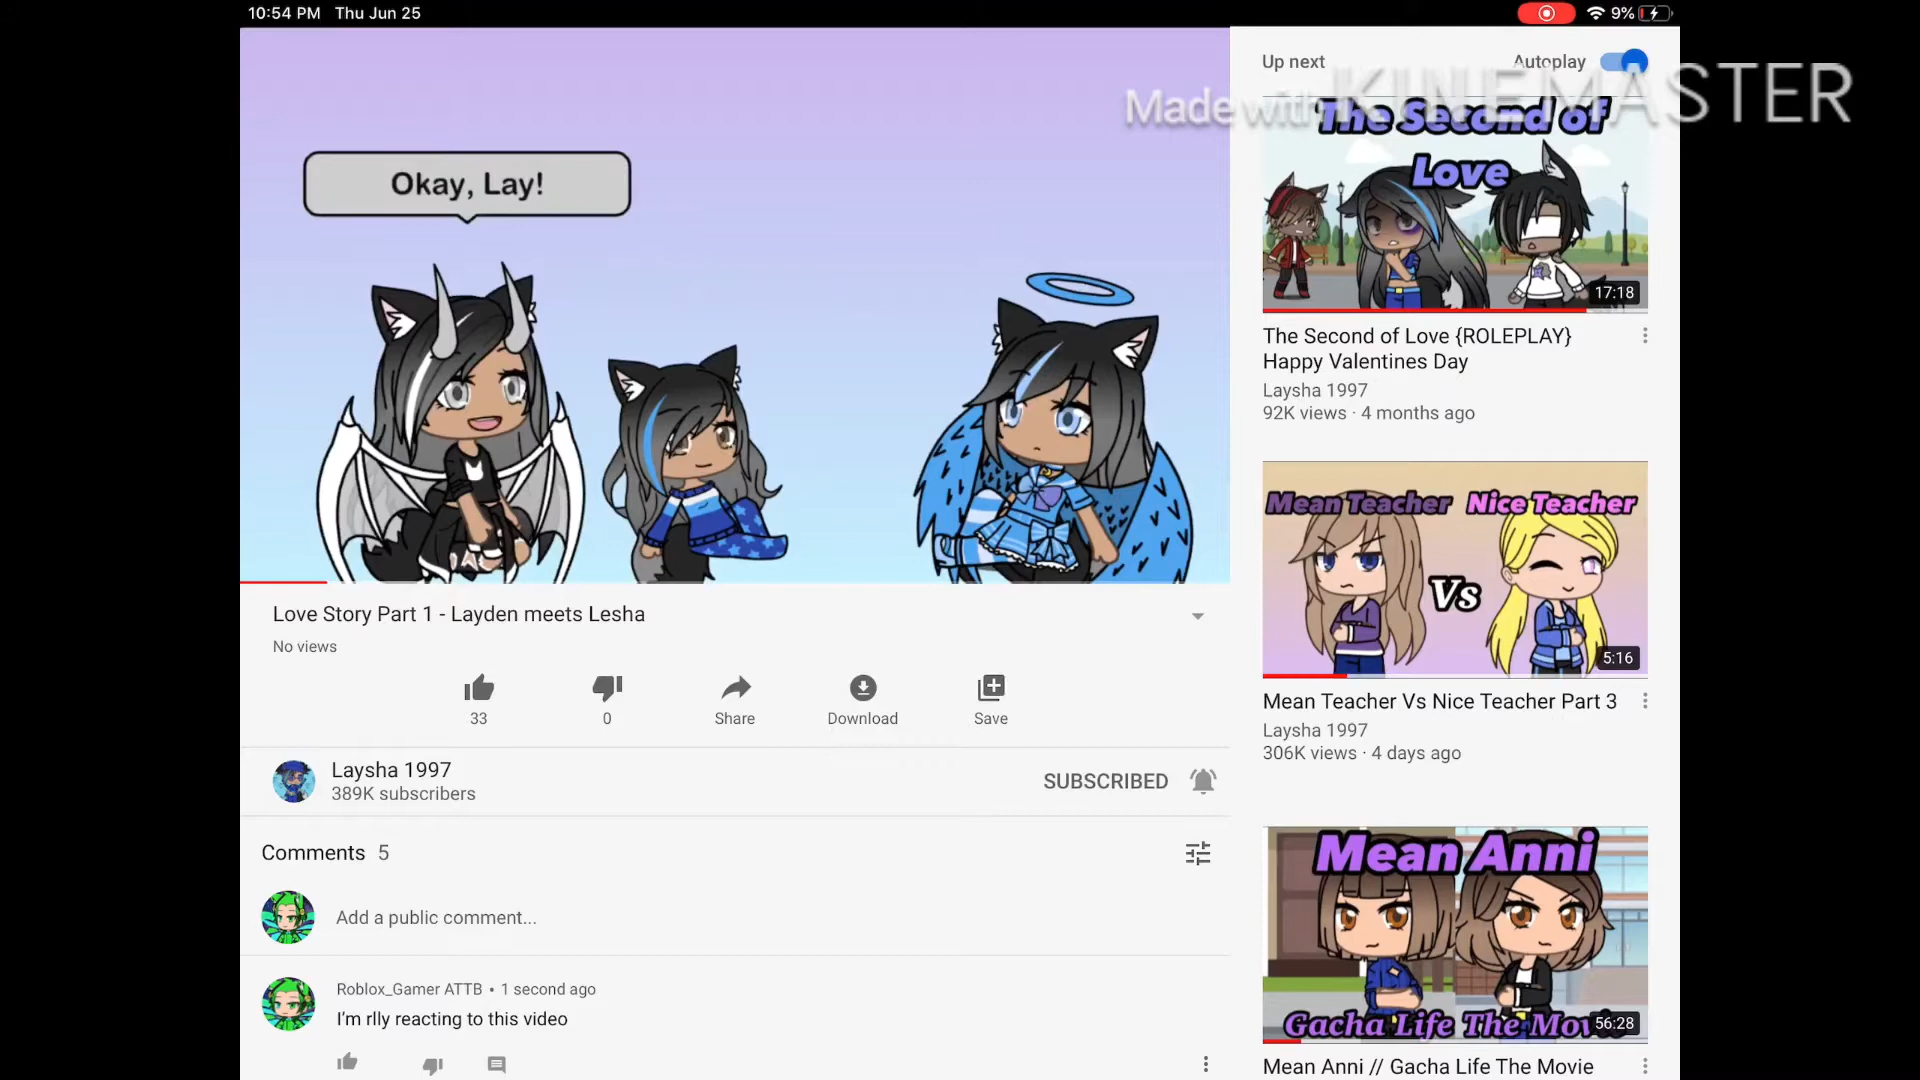 10:54 PM Thu Jun 25
9%
Okay, Lay!
Love Story Part 1 - Layden meets Lesha
No views
33
0
Share
Download
Save
Laysha 1997
389K subscribers
SUBSCRIBED
Comments 5
Add a public comment...
Roblox_Gamer ATTB • 1 second ago
I'm rlly reacting to this video
Up next
Autoplay
Made with KINEMASTER
The Second of
Love
17:18
The Second of Love {ROLEPLAY}
Happy Valentines Day
Laysha 1997
92K views · 4 months ago
Mean Teacher Nice Teacher
Vs
5:16
Mean Teacher Vs Nice Teacher Part 3
Laysha 1997
306K views · 4 days ago
Mean Anni
Gacha Life The
56:28
Mean Anni // Gacha Life The Movie